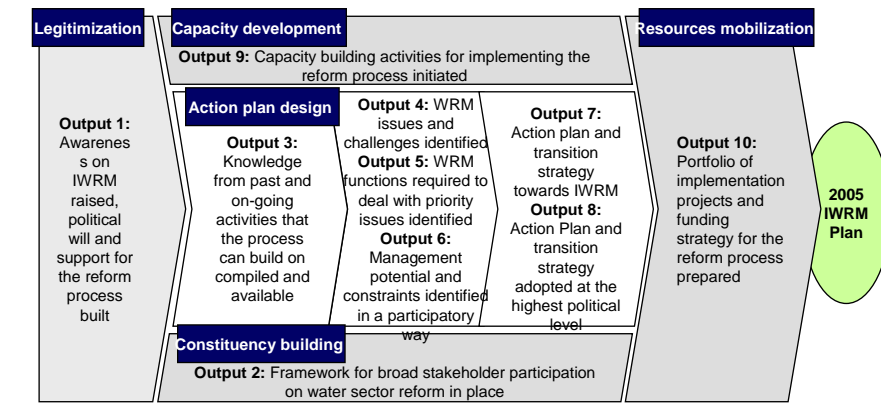 Legitimization
Output 1:
Awarenes
s on
IWRM
raised,
political
will and
support for
the reform
process
built
Capacity development
Output 9: Capacity building activities for implementing the
reform process initiated
Action plan design
Output 3:
Knowledge
from past and
on-going
activities that
the process
can build on
compiled and
available
Output 4: WRM
issues and
challenges identified
Output 5: WRM
functions required to
deal with priority
issues identified
Output 6:
Management
potential and
constraints identified
in a participatory
way
Output 7:
Action plan and
transition
strategy
towards IWRM
Output 8:
Action Plan and
transition
strategy
adopted at the
highest political
level
Constituency building
Output 2: Framework for broad stakeholder participation
on water sector reform in place
Resources mobilization
Output 10:
Portfolio of
implementation
projects and
funding
strategy for the
reform process
prepared
2005
IWRM
Plan